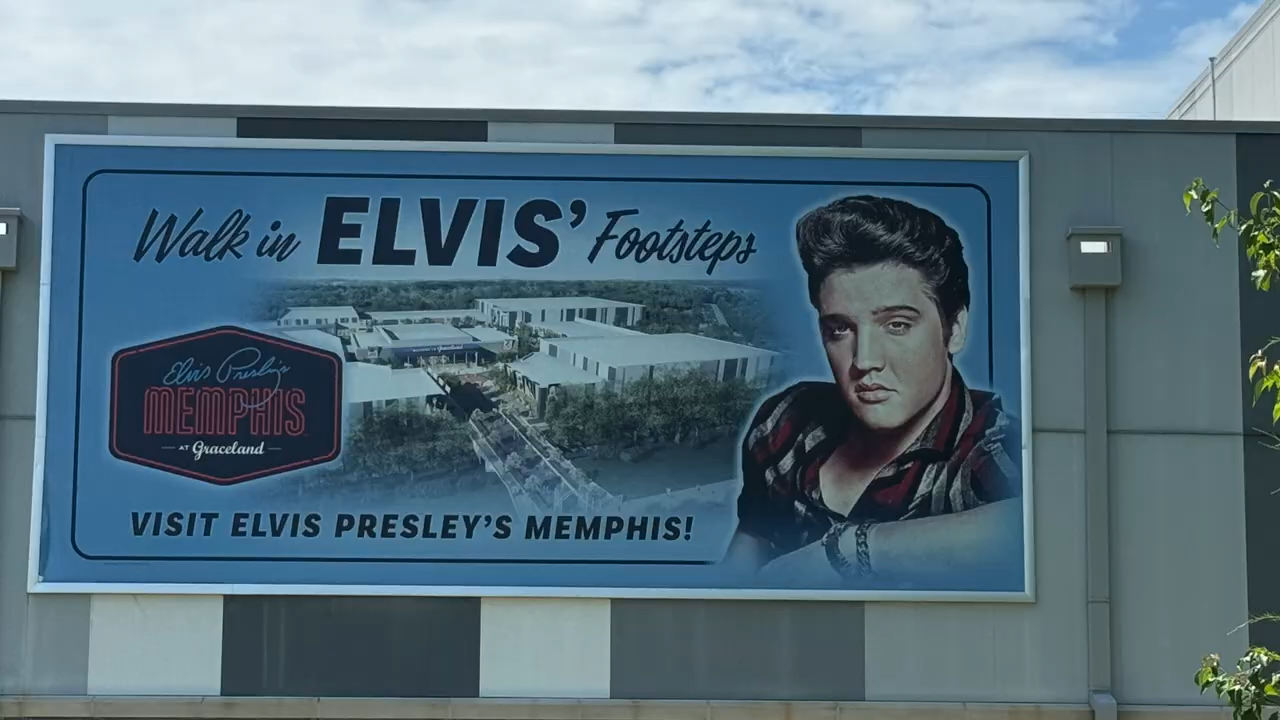 Walk in ELVIS' Footsteps
Elvis Presley's
MEMPHIS
AT Graceland
VISIT ELVIS PRESLEY'S MEMPHIS!